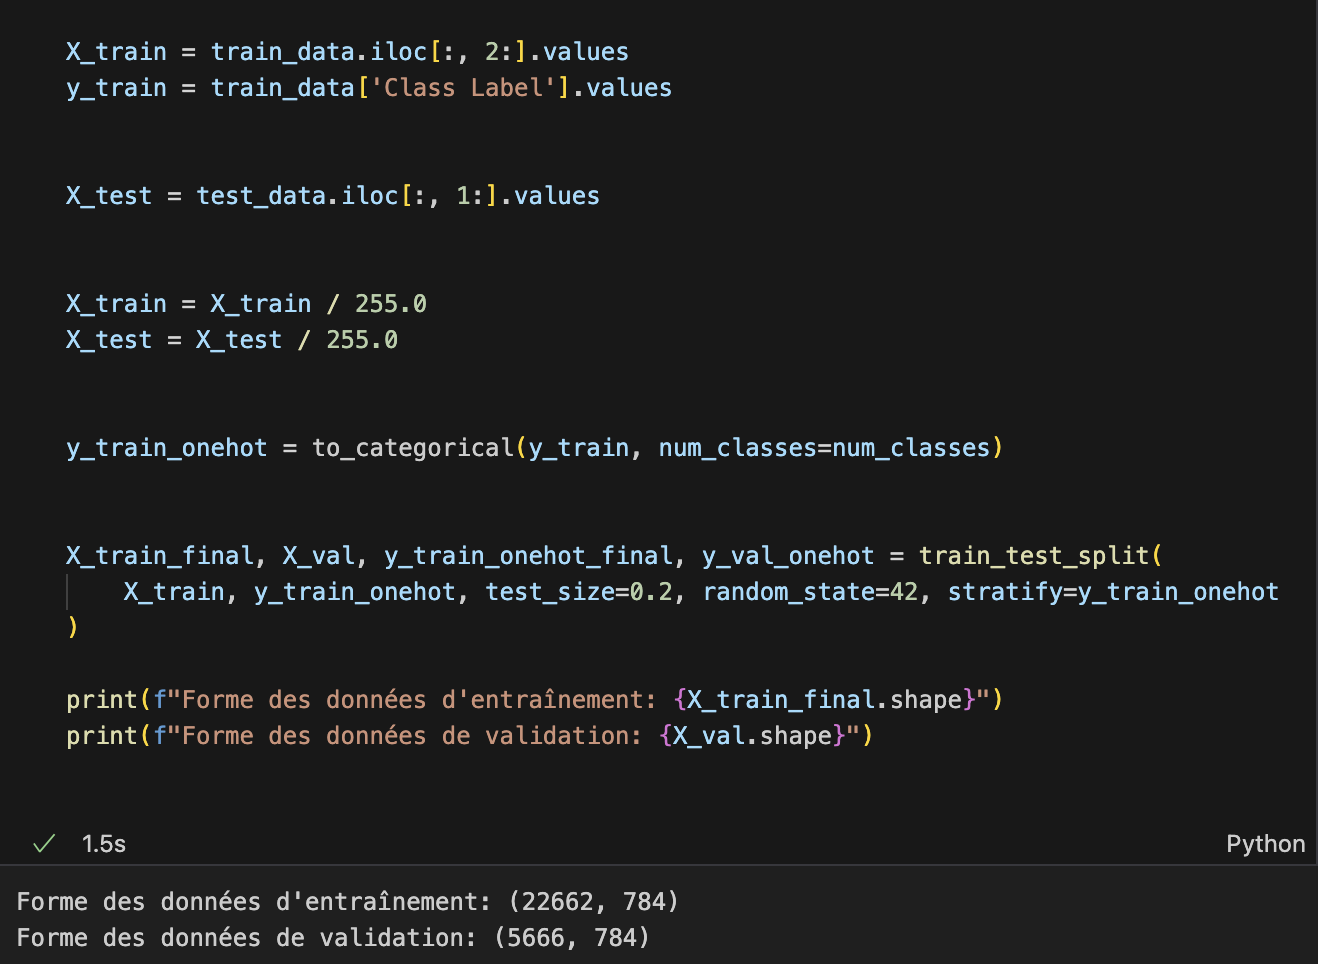 X_train = train_data.iloc[:, 2:].values
y_train = train_data['Class Label'].values
X_test = test_data.iloc[:, 1:].values
X_train = X_train / 255.0
X_test = X_test / 255.0
y_train_onehot = to_categorical(y_train, num_classes=num_classes)
X_train_final, X_val, y_train_onehot_final, y_val_onehot = train_test_split(
    X_train, y_train_onehot, test_size=0.2, random_state=42, stratify=y_train_onehot
)
print(f"Forme des données d'entraînement: {X_train_final.shape}")
print(f"Forme des données de validation: {X_val.shape}")
✓ 1.5s Python
Forme des données d'entraînement: (22662, 784)
Forme des données de validation: (5666, 784)